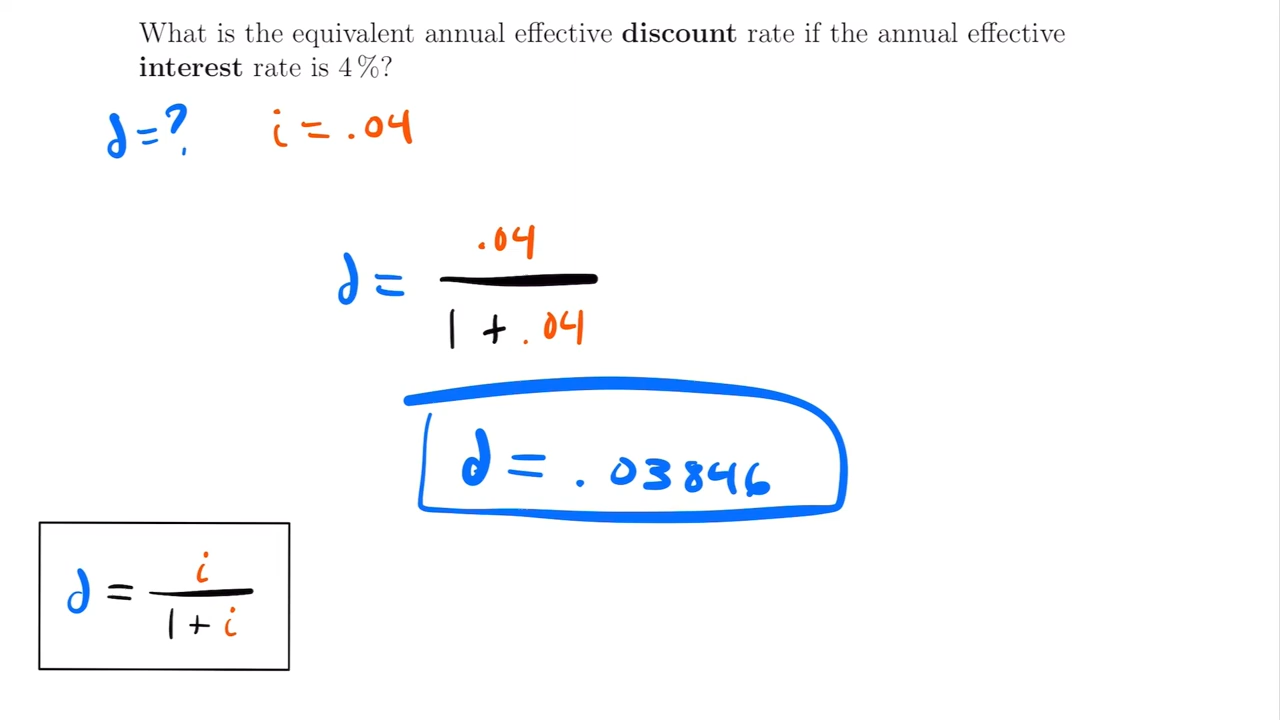 What is the equivalent annual effective discount rate if the annual effective
interest rate is 4%?
d = ? i = .04
d = .04 / 1 + .04
d = .03846
d = i / 1 + i